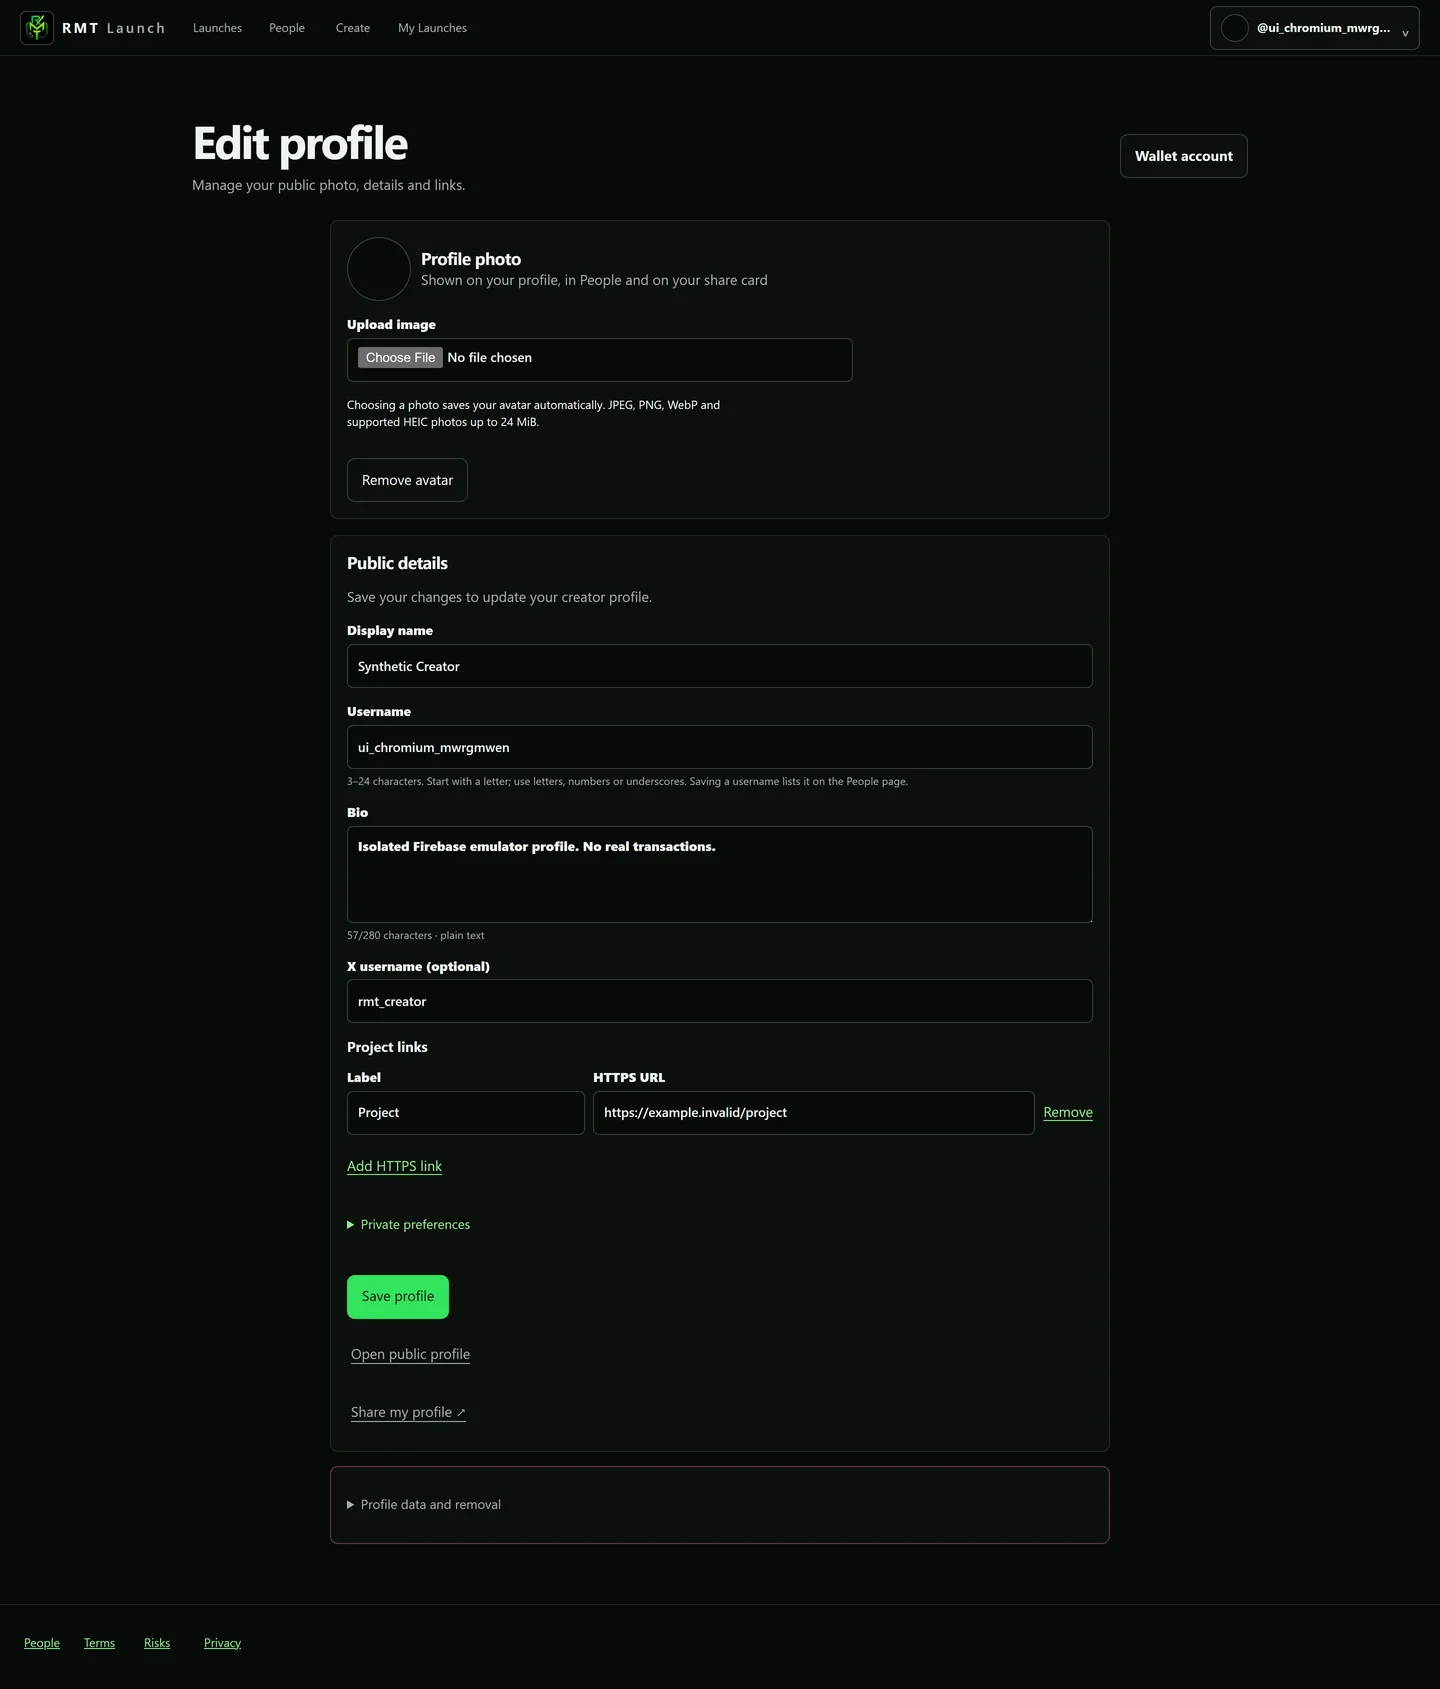 RMT Launch
Launches
People
Create
My Launches
@ui_chromium_mwrg...
v
Edit profile
Manage your public photo, details and links.
Wallet account
Profile photo
Shown on your profile, in People and on your share card
Upload image
Choose File No file chosen
Choosing a photo saves your avatar automatically. JPEG, PNG, WebP and
supported HEIC photos up to 24 MiB.
Remove avatar
Public details
Save your changes to update your creator profile.
Display name
Synthetic Creator
Username
ui_chromium_mwrgmwen
3–24 characters. Start with a letter; use letters, numbers or underscores. Saving a username lists it on the People page.
Bio
Isolated Firebase emulator profile. No real transactions.
57/280 characters · plain text
X username (optional)
rmt_creator
Project links
Label
HTTPS URL
Project
https://example.invalid/project
Remove
Add HTTPS link
▶ Private preferences
Save profile
Open public profile
Share my profile ↗
▶ Profile data and removal
People
Terms
Risks
Privacy